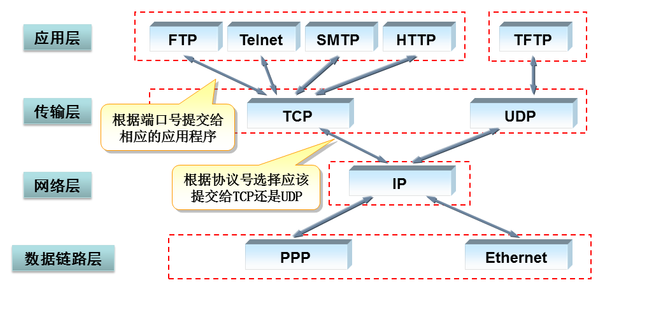 应用层
FTP
Telnet
SMTP
HTTP
TFTP
根据端口号提交给
相应的应用程序
传输层
TCP
UDP
根据协议号选择应该
提交给TCP还是UDP
网络层
IP
数据链路层
PPP
Ethernet